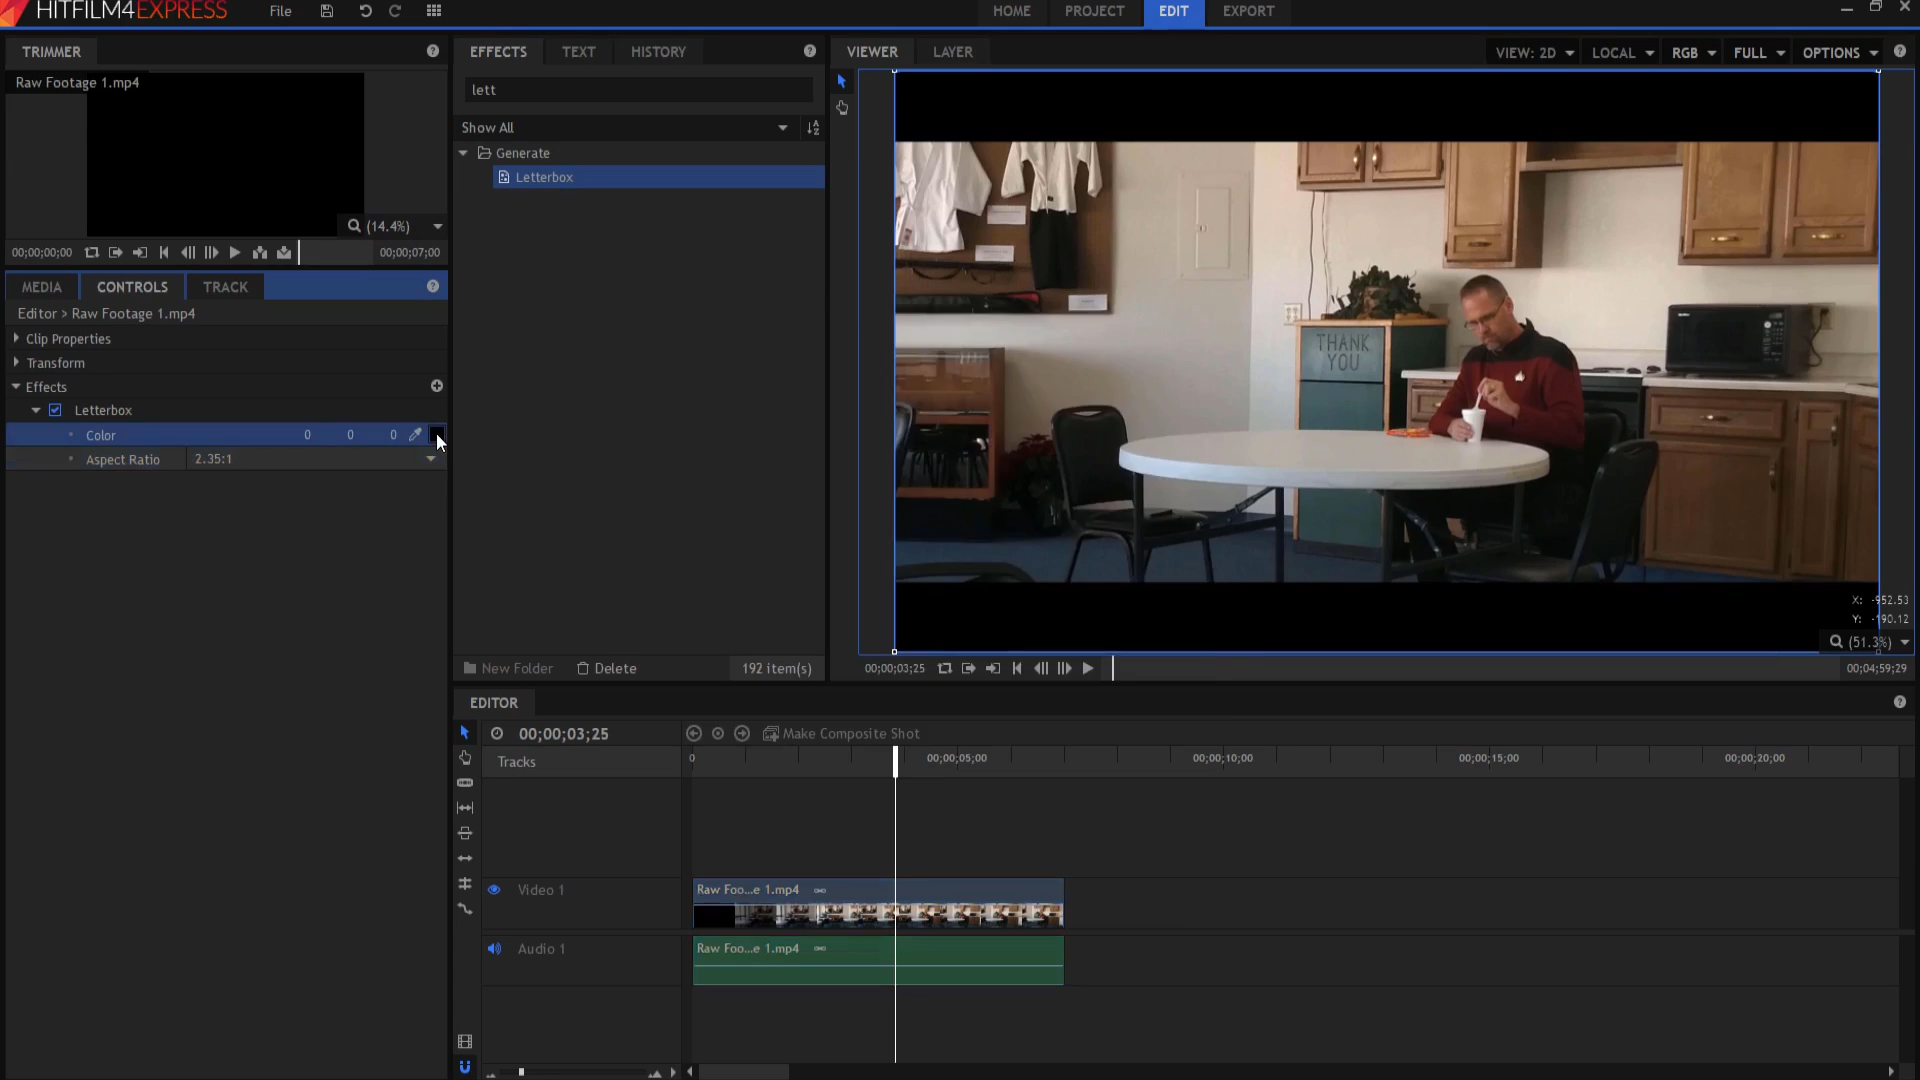 HITFILM4EXPRESS File HOME PROJECT EDIT EXPORT
TRIMMER
Raw Footage 1.mp4
(14.4%)
00;00;00;00 00;00;07;00
MEDIA CONTROLS TRACK
Editor > Raw Footage 1.mp4
Clip Properties
Transform
Effects
Letterbox
Color 0 0 0
Aspect Ratio 2.35:1
EFFECTS TEXT HISTORY
lett
Show All
Generate
Letterbox
New Folder Delete 192 item(s)
VIEWER LAYER VIEW: 2D LOCAL RGB FULL OPTIONS
THANK
YOU
X: -952.53
Y: -190.12
(51.3%)
00;00;03;25 00;04;59;29
EDITOR
00;00;03;25 Make Composite Shot
Tracks 0 00;00;05;00 00;00;10;00 00;00;15;00 00;00;20;00
Video 1 Raw Foo...e 1.mp4
Audio 1 Raw Foo...e 1.mp4